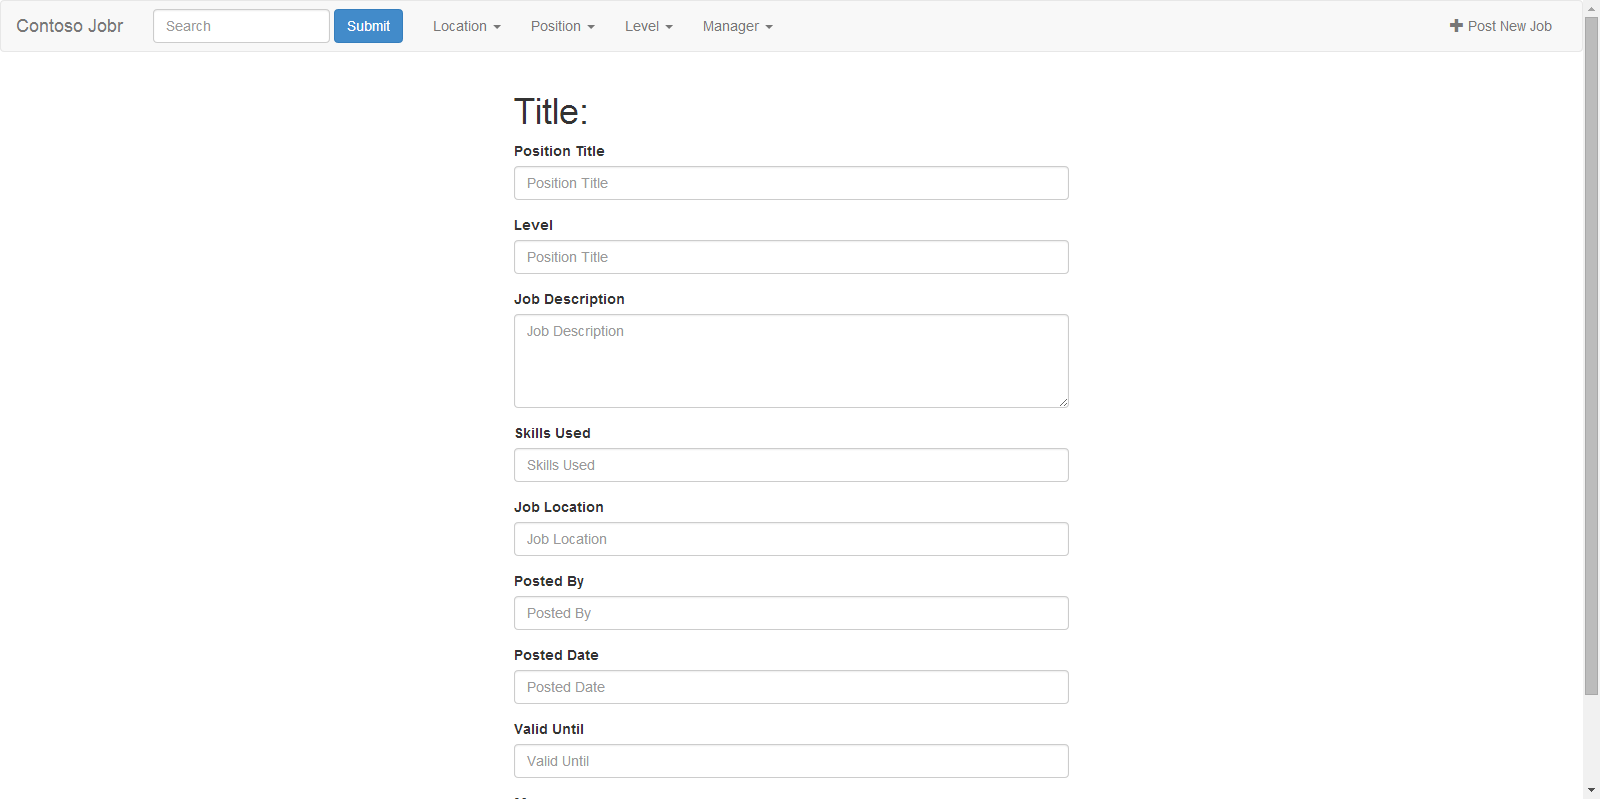 Contoso Jobr Search Submit Location Position Level Manager Post New Job
Title:
Position Title
Position Title
Level
Position Title
Job Description
Job Description
Skills Used
Skills Used
Job Location
Job Location
Posted By
Posted By
Posted Date
Posted Date
Valid Until
Valid Until